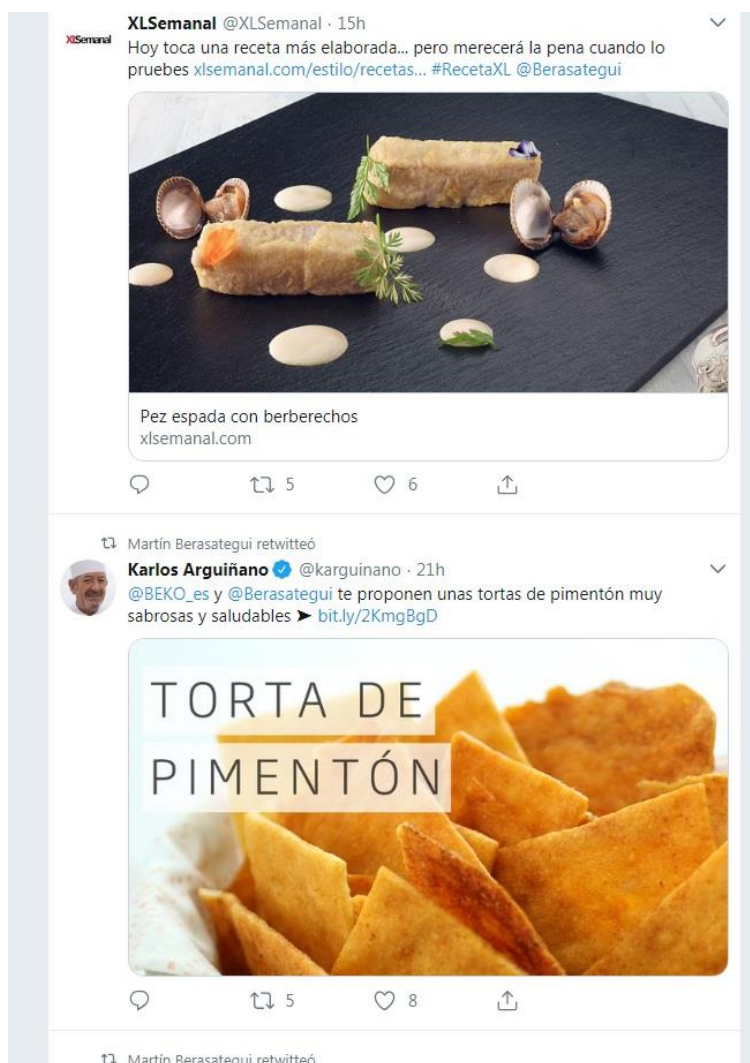 XLSemanal @XLSemanal · 15h
XLSemanal
Hoy toca una receta más elaborada... pero merecerá la pena cuando lo
pruebes xlsemanal.com/estilo/recetas... #RecetaXL @Berasategui
Pez espada con berberechos
xlsemanal.com
5 6
Martín Berasategui retwitteó
Karlos Arguiñano @karguinano · 21h
@BEKO_es y @Berasategui te proponen unas tortas de pimentón muy
sabrosas y saludables ➤ bit.ly/2KmgBgD
TORTA DE
PIMENTÓN
5 8
Martín Berasategui retwitteó